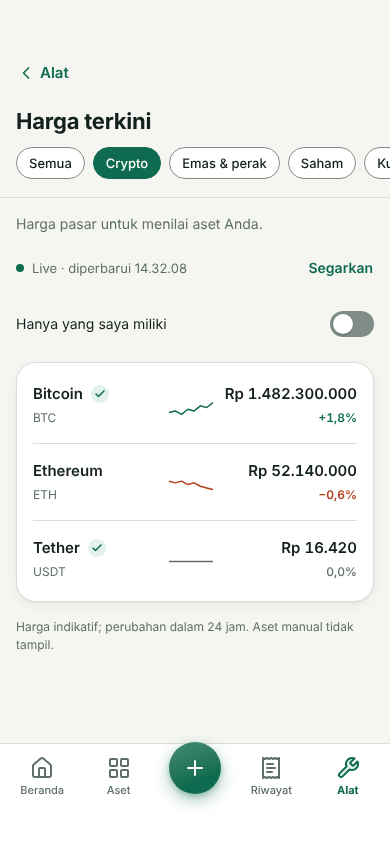 Alat
Harga terkini
Semua
Crypto
Emas & perak
Saham
Harga pasar untuk menilai aset Anda.
Live · diperbarui 14.32.08
Segarkan
Hanya yang saya miliki
Bitcoin
Rp 1.482.300.000
BTC
+1,8%
Ethereum
Rp 52.140.000
ETH
−0,6%
Tether
Rp 16.420
USDT
0,0%
Harga indikatif; perubahan dalam 24 jam. Aset manual tidak
tampil.
Beranda
Aset
Riwayat
Alat